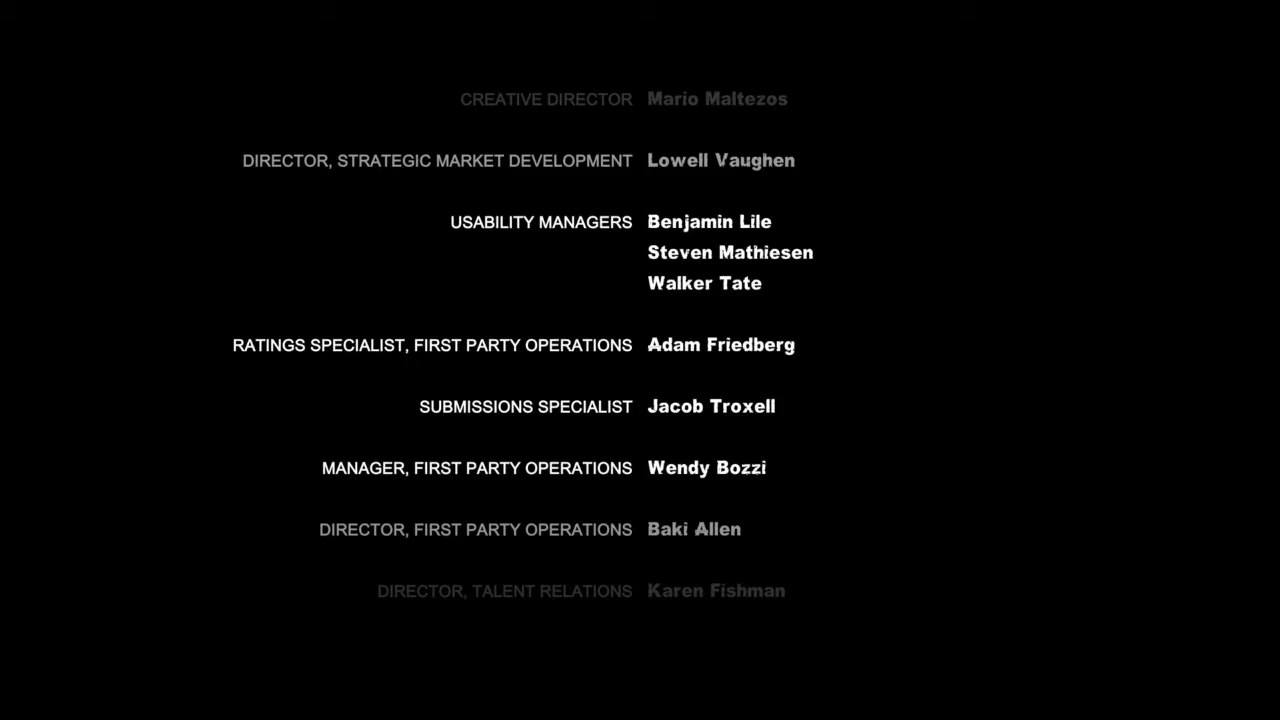 CREATIVE DIRECTOR Mario Maltezos
DIRECTOR, STRATEGIC MARKET DEVELOPMENT Lowell Vaughen
USABILITY MANAGERS Benjamin Lile
Steven Mathiesen
Walker Tate
RATINGS SPECIALIST, FIRST PARTY OPERATIONS Adam Friedberg
SUBMISSIONS SPECIALIST Jacob Troxell
MANAGER, FIRST PARTY OPERATIONS Wendy Bozzi
DIRECTOR, FIRST PARTY OPERATIONS Baki Allen
DIRECTOR, TALENT RELATIONS Karen Fishman